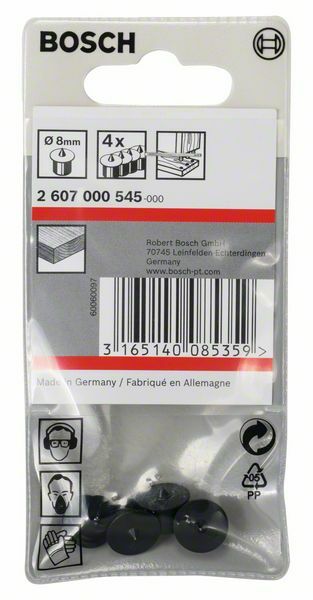 BOSCH
Ø 8mm
4x
2 607 000 545-000
Robert Bosch GmbH
70745 Leinfelden-Echterdingen
Germany
www.bosch-pt.com
60060097
3 165140 085359 >
Made in Germany / Fabriqué en Allemagne
05
PP